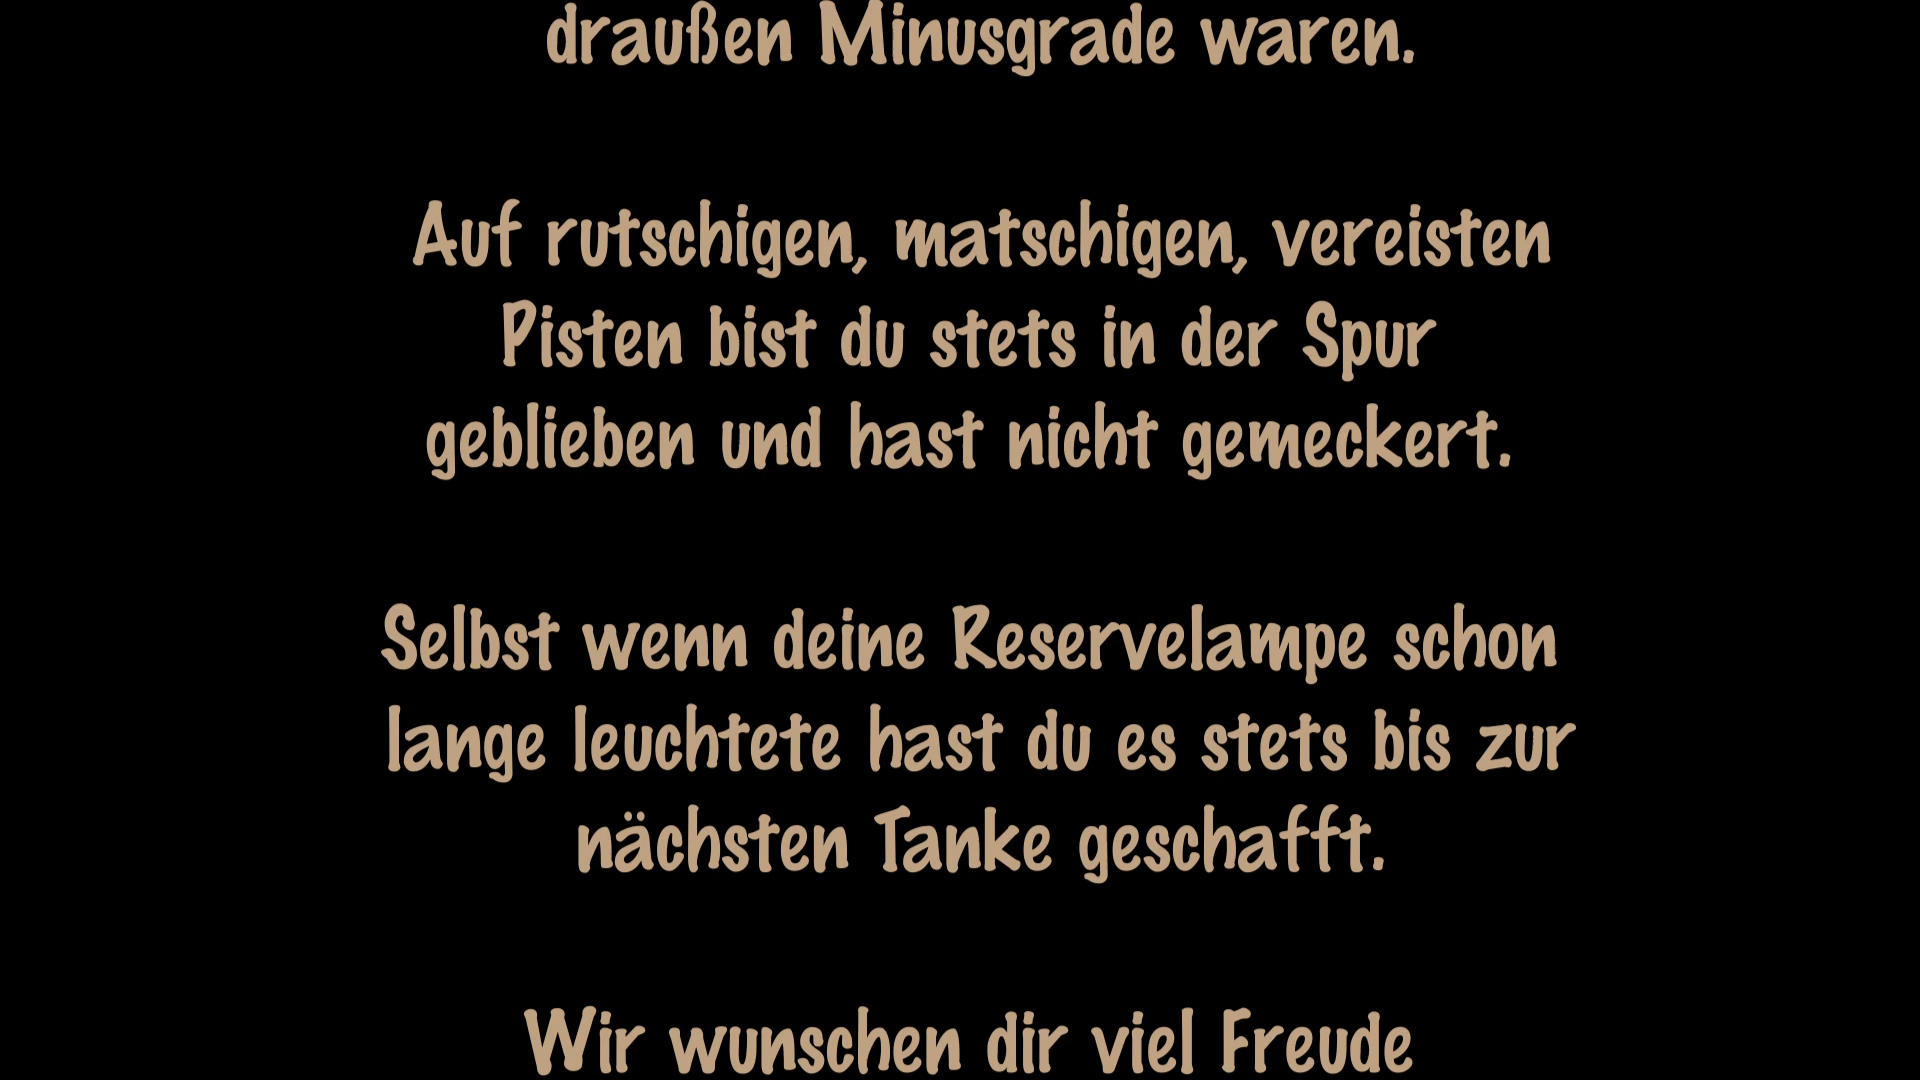 draußen Minusgrade waren.
Auf rutschigen, matschigen, vereisten
Pisten bist du stets in der Spur
geblieben und hast nicht gemeckert.
Selbst wenn deine Reservelampe schon
lange leuchtete hast du es stets bis zur
nächsten Tanke geschafft.
Wir wunschen dir viel Freude